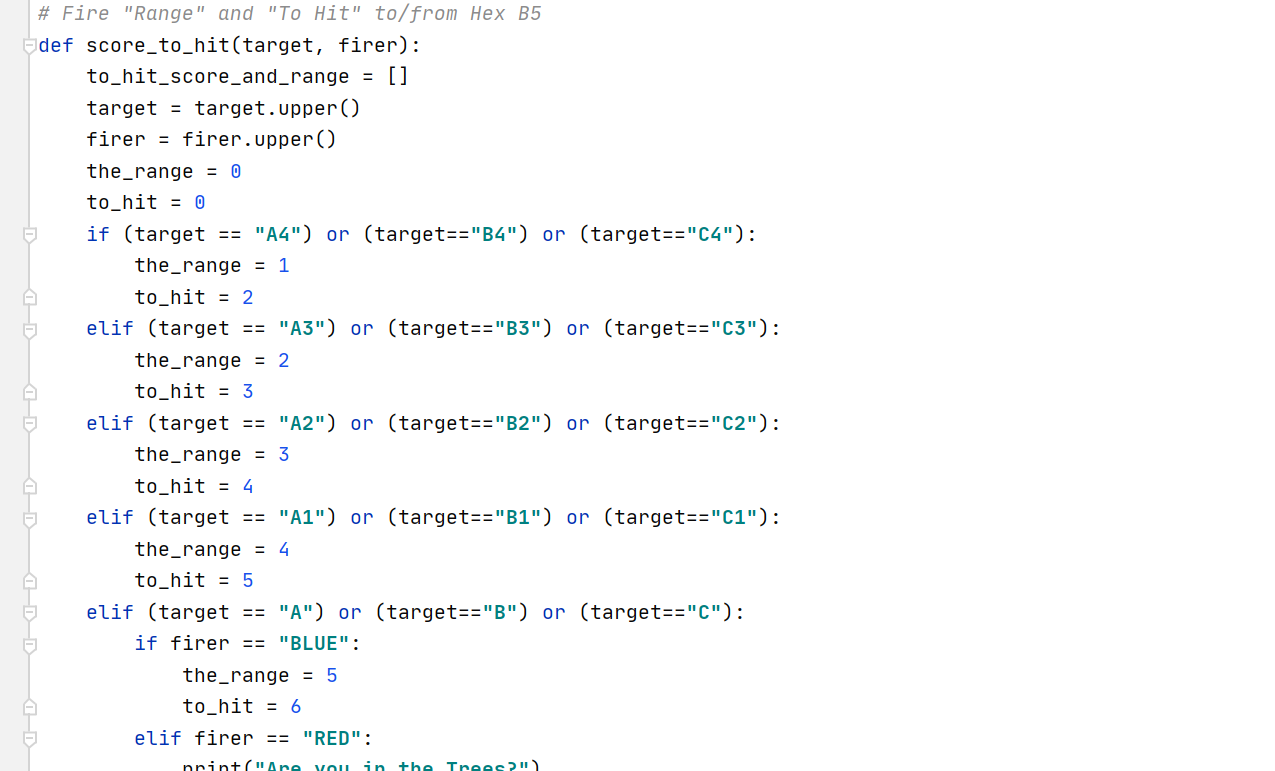 # Fire "Range" and "To Hit" to/from Hex B5
def score_to_hit(target, firer):
    to_hit_score_and_range = []
    target = target.upper()
    firer = firer.upper()
    the_range = 0
    to_hit = 0
    if (target == "A4") or (target=="B4") or (target=="C4"):
        the_range = 1
        to_hit = 2
    elif (target == "A3") or (target=="B3") or (target=="C3"):
        the_range = 2
        to_hit = 3
    elif (target == "A2") or (target=="B2") or (target=="C2"):
        the_range = 3
        to_hit = 4
    elif (target == "A1") or (target=="B1") or (target=="C1"):
        the_range = 4
        to_hit = 5
    elif (target == "A") or (target=="B") or (target=="C"):
        if firer == "BLUE":
            the_range = 5
            to_hit = 6
        elif firer == "RED":
            print("Are you in the Trees?")